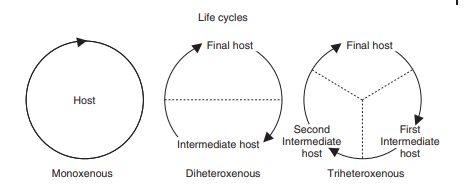 Life cycles
Host
Monoxenous
Final host
Intermediate host
Diheteroxenous
Final host
Second
Intermediate
host
First
Intermediate
host
Triheteroxenous